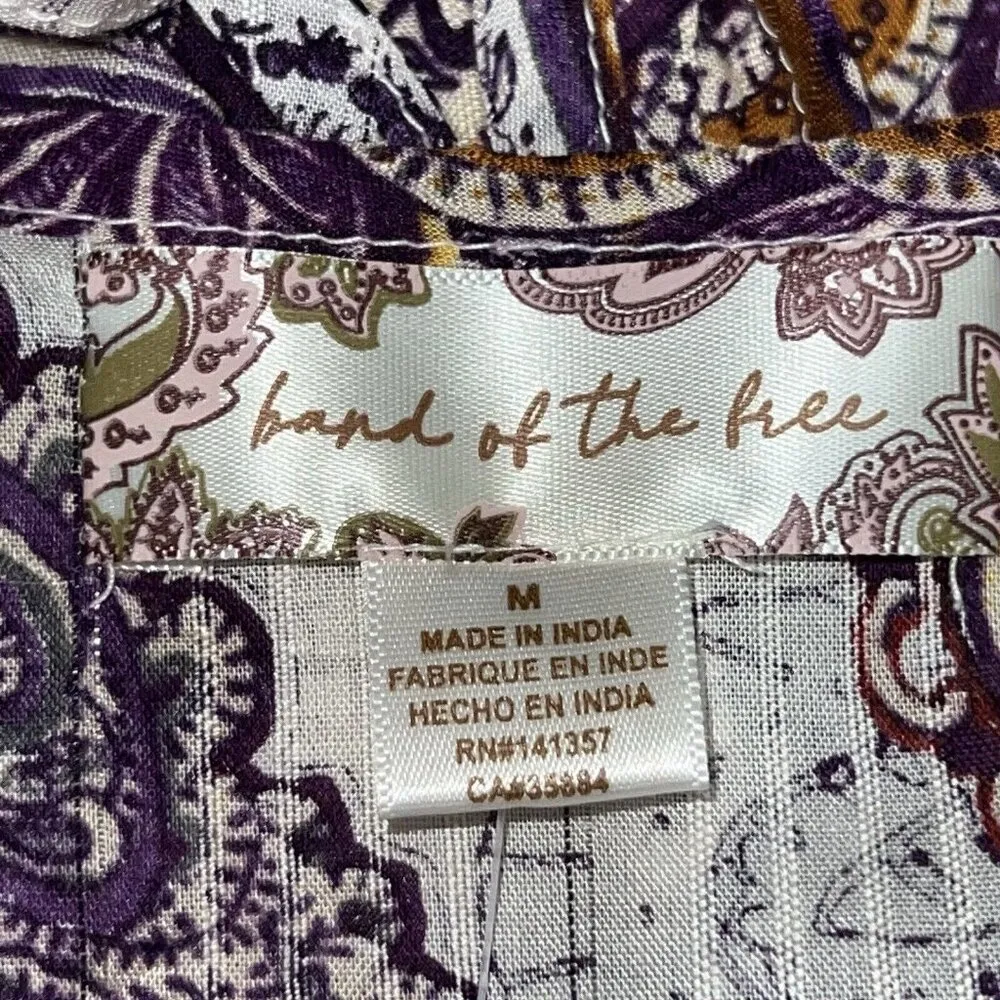 band of the free
M
MADE IN INDIA
FABRIQUE EN INDE
HECHO EN INDIA
RN#141357
CA#35884